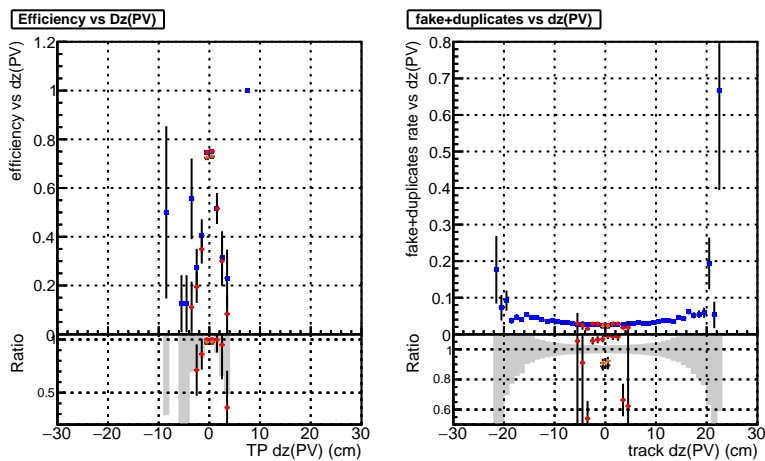 Efficiency vs Dz(PV)
efficiency vs dz(PV)
1.2
1
0.8
0.6
0.4
0.2
0
Ratio
1
0.5
−30 −20 −10 0 10 20 30
TP dz(PV) (cm)
fake+duplicates vs dz(PV)
fake+duplicates rate vs dz(PV)
0.8
0.7
0.6
0.5
0.4
0.3
0.2
0.1
0
Ratio
1
0.8
0.6
−30 −20 −10 0 10 20 30
track dz(PV) (cm)